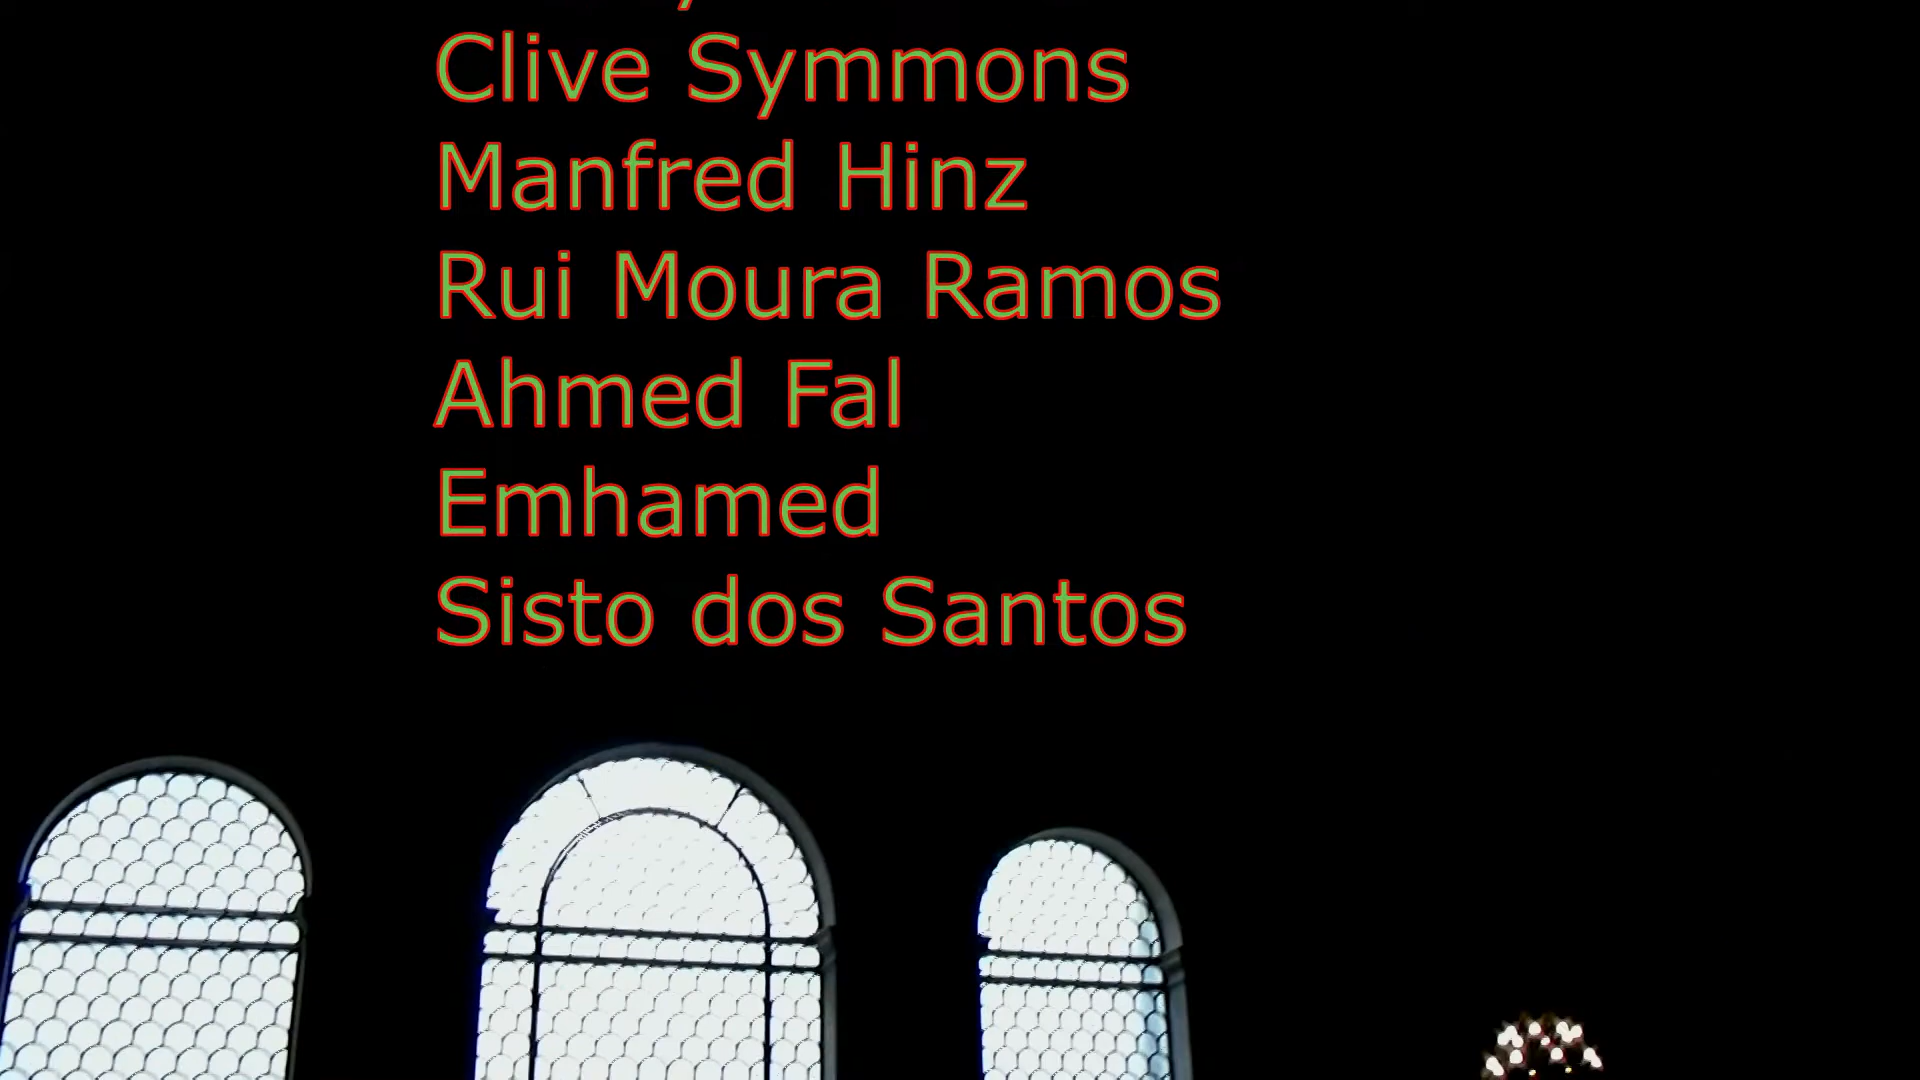 Clive Symmons
Manfred Hinz
Rui Moura Ramos
Ahmed Fal
Emhamed
Sisto dos Santos